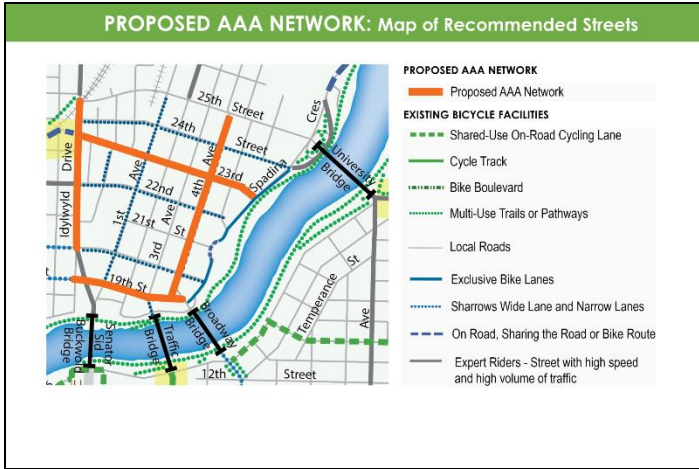 PROPOSED AAA NETWORK: Map of Recommended Streets
PROPOSED AAA NETWORK
Proposed AAA Network
EXISTING BICYCLE FACILITIES
Shared-Use On-Road Cycling Lane
Cycle Track
Bike Boulevard
Multi-Use Trails or Pathways
Local Roads
Exclusive Bike Lanes
Sharrows Wide Lane and Narrow Lanes
On Road, Sharing the Road or Bike Route
Expert Riders - Street with high speed
and high volume of traffic
25th Street
24th Street
23rd
22nd
21st St
19th St
Idylwyld Drive
1st Ave
3rd Ave
4th Ave
Spadina Cres
University Bridge
Broadway Bridge
Traffic Bridge
Senator Sid Buckwold Bridge
Temperance St
12th Street
Ave
St